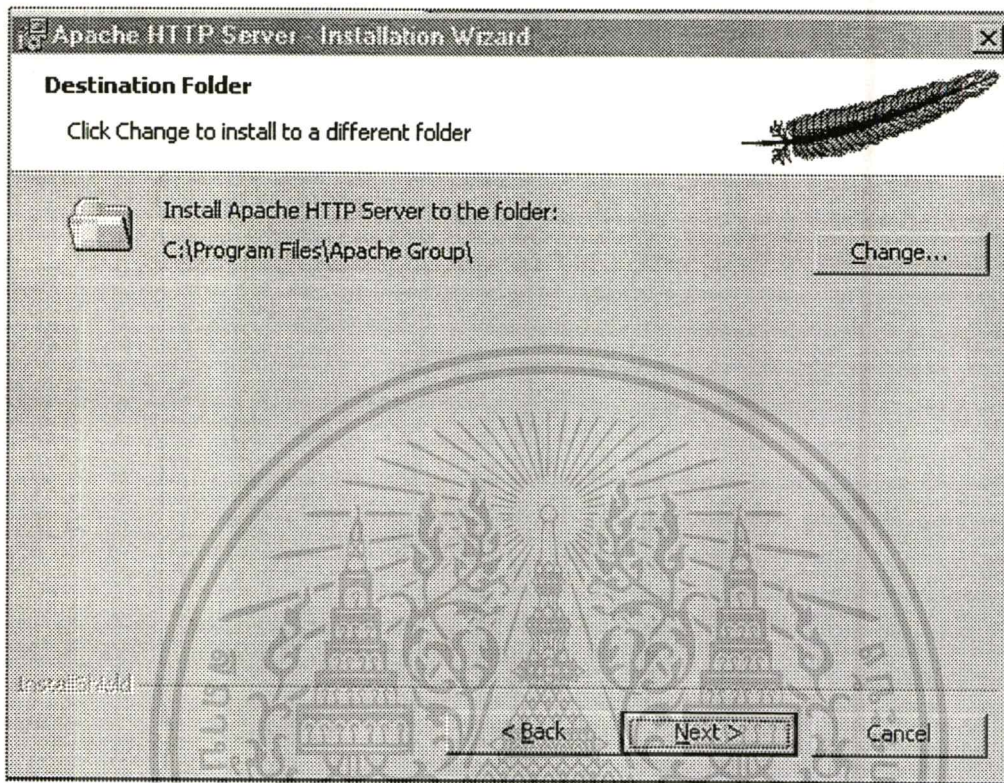 Apache HTTP Server - Installation Wizard
Destination Folder
Click Change to install to a different folder
Install Apache HTTP Server to the folder:
C:\Program Files\Apache Group\
Change...
InstallShield
< Back
Next >
Cancel